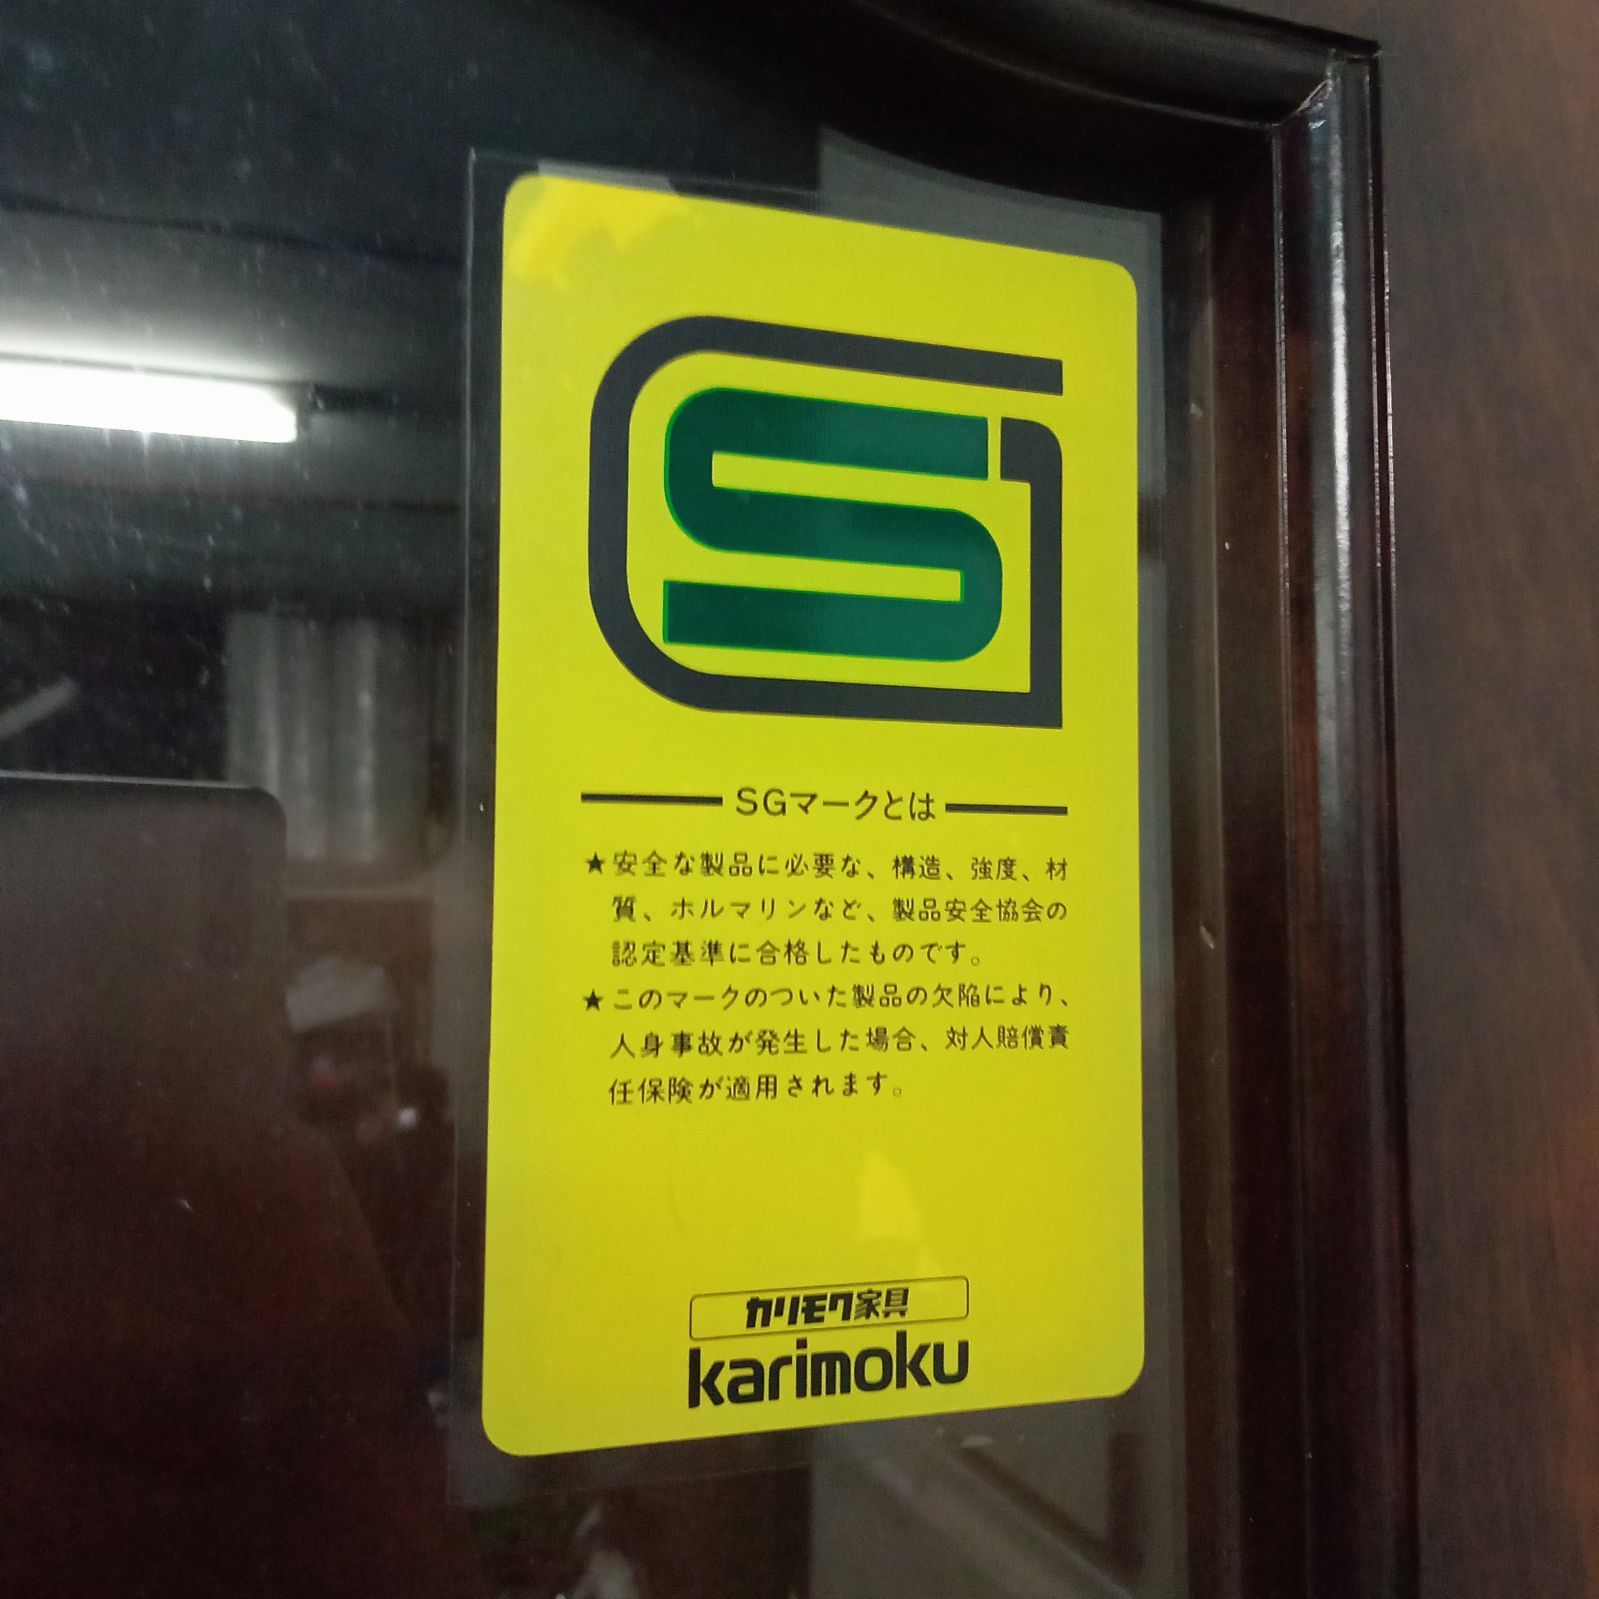 SG
SGマークとは
★安全な製品に必要な、構造、強度、材
質、ホルマリンなど、製品安全協会の
認定基準に合格したものです。
★このマークのついた製品の欠陥により、
人身事故が発生した場合、対人賠償責
任保険が適用されます。
カリモク家具
karimoku